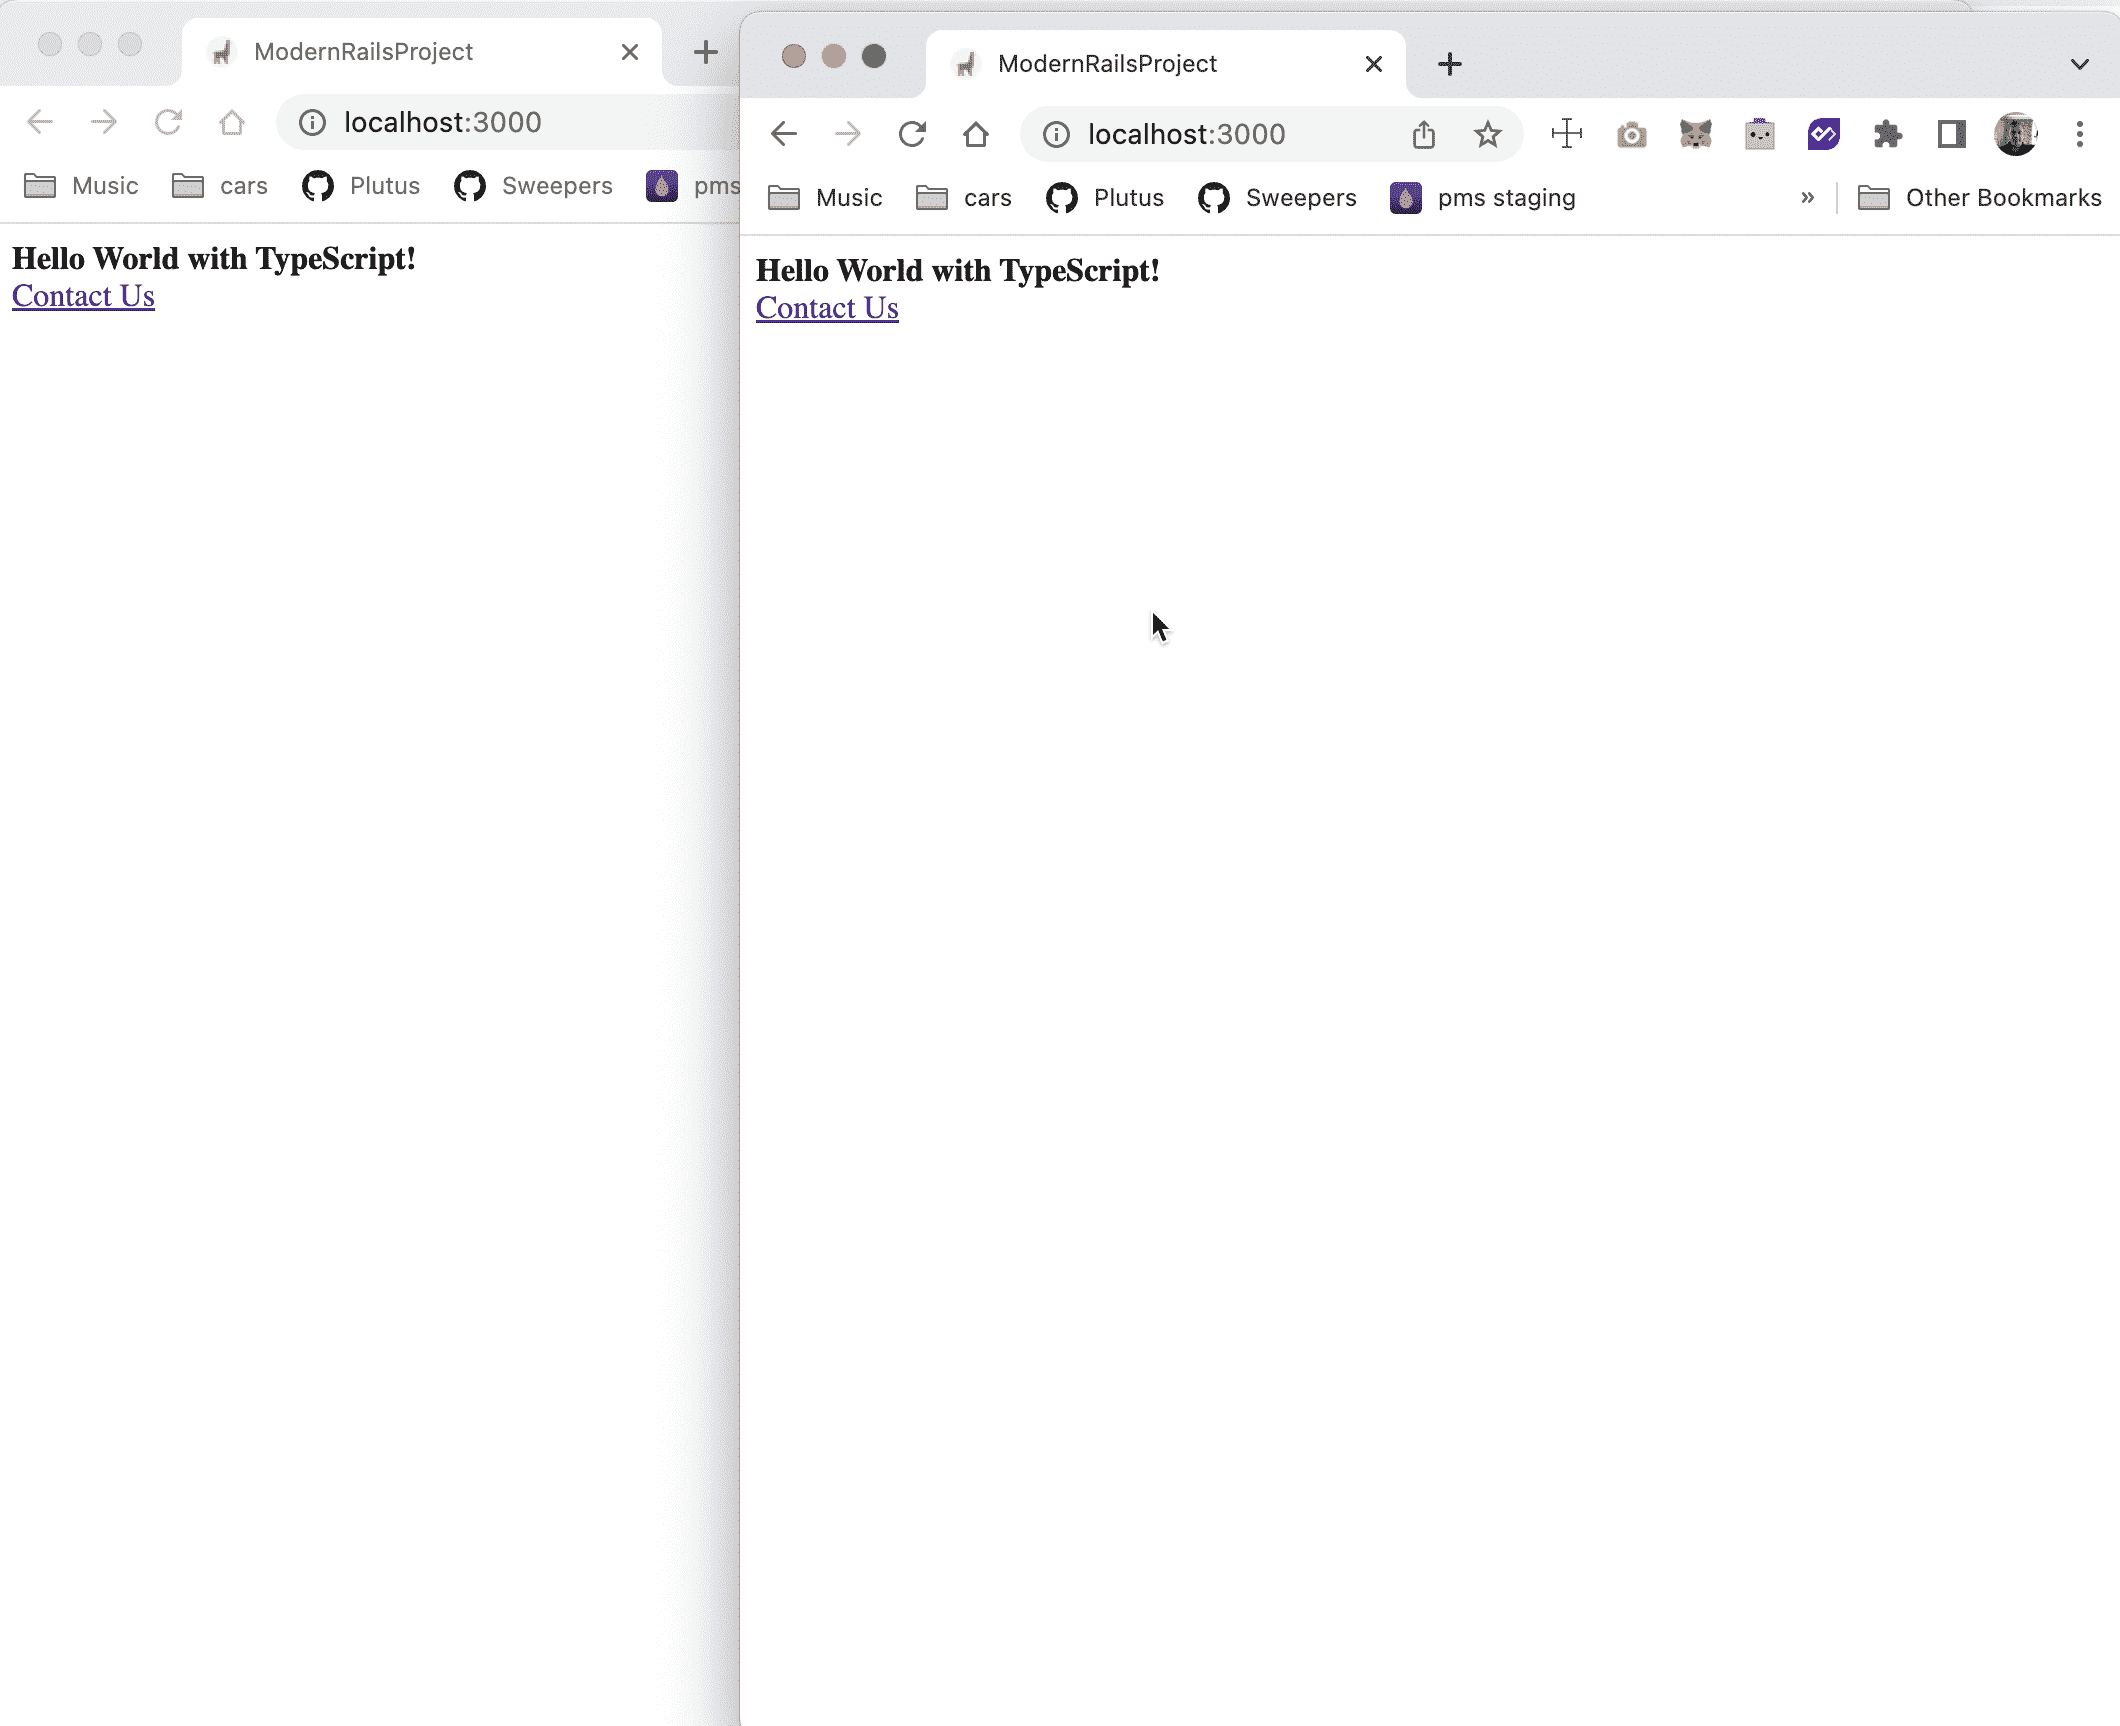 ModernRailsProject
localhost:3000
Music cars Plutus Sweepers pms
Hello World with TypeScript!
Contact Us
ModernRailsProject
localhost:3000
Music cars Plutus Sweepers pms staging » Other Bookmarks
Hello World with TypeScript!
Contact Us